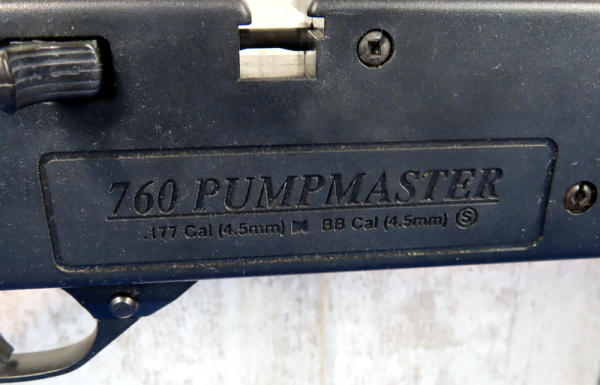 760 PUMPMASTER
.177 Cal (4.5mm) BB Cal (4.5mm) S